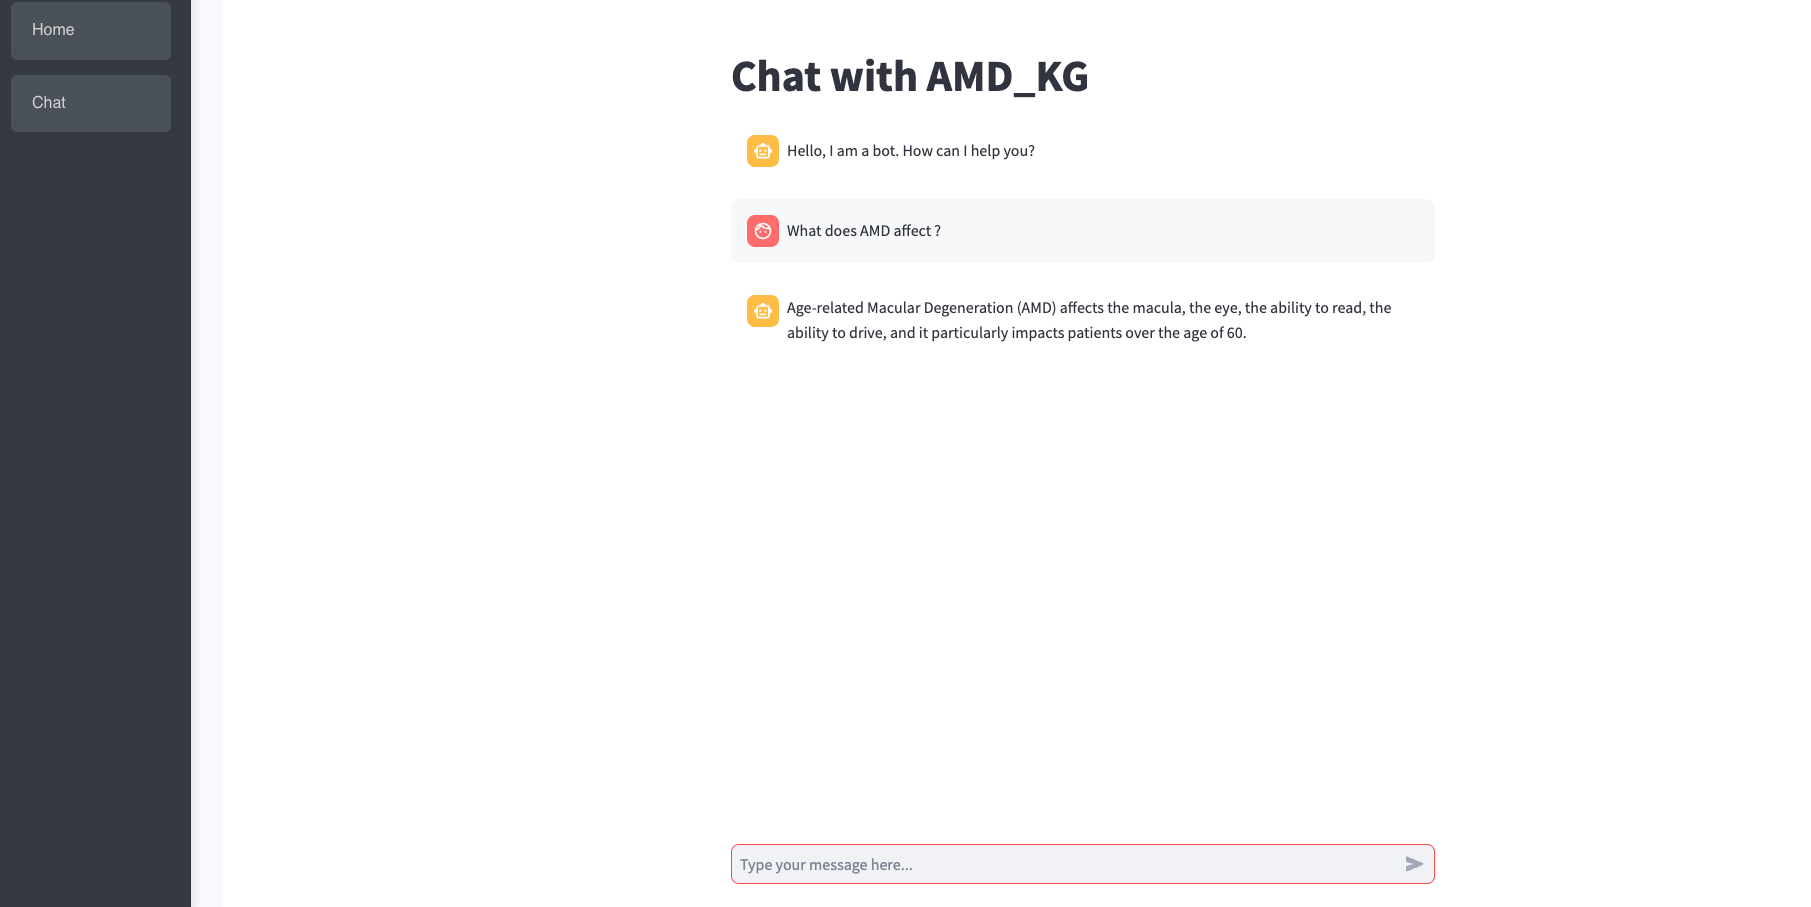 Home
Chat
Chat with AMD_KG
Hello, I am a bot. How can I help you?
What does AMD affect ?
Age-related Macular Degeneration (AMD) affects the macula, the eye, the ability to read, the
ability to drive, and it particularly impacts patients over the age of 60.
Type your message here...